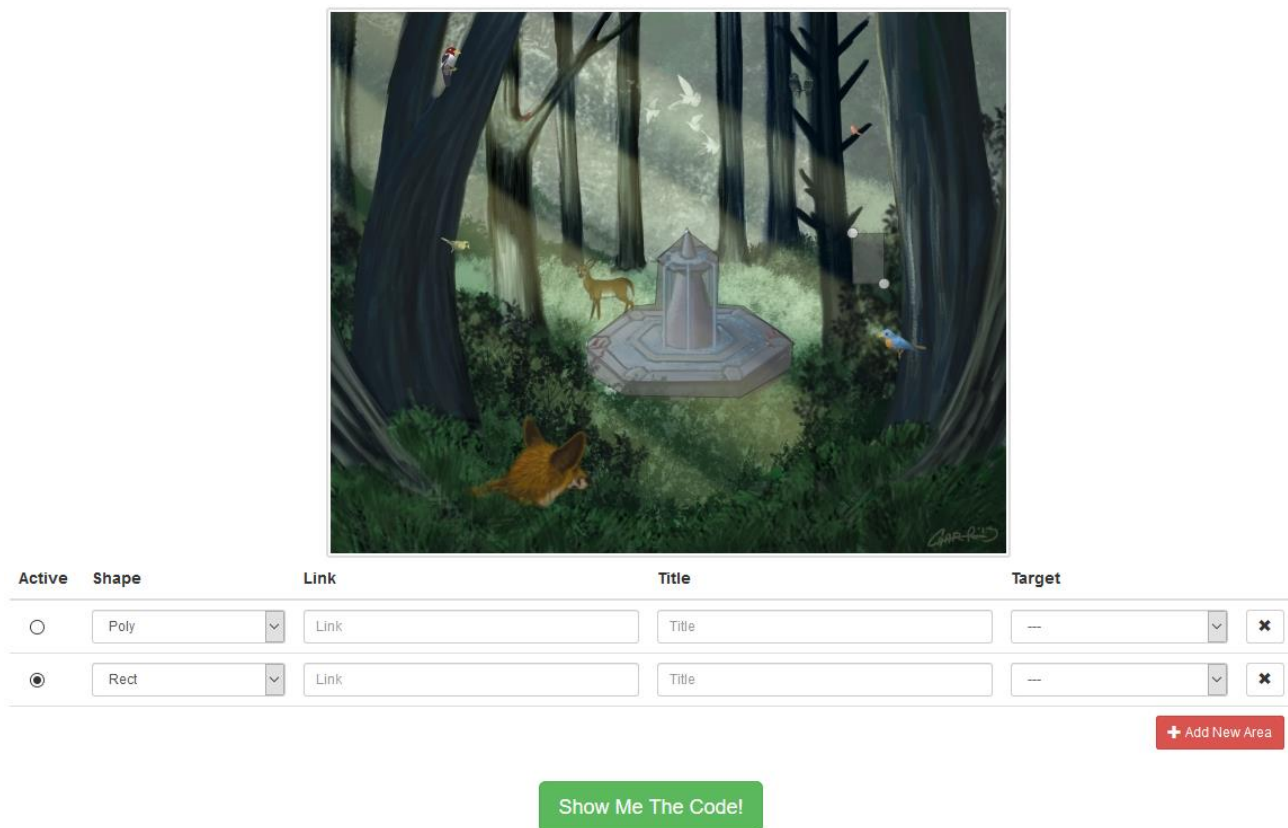 Active Shape Link Title Target
Poly Link Title ---
Rect Link Title ---
Add New Area
Show Me The Code!